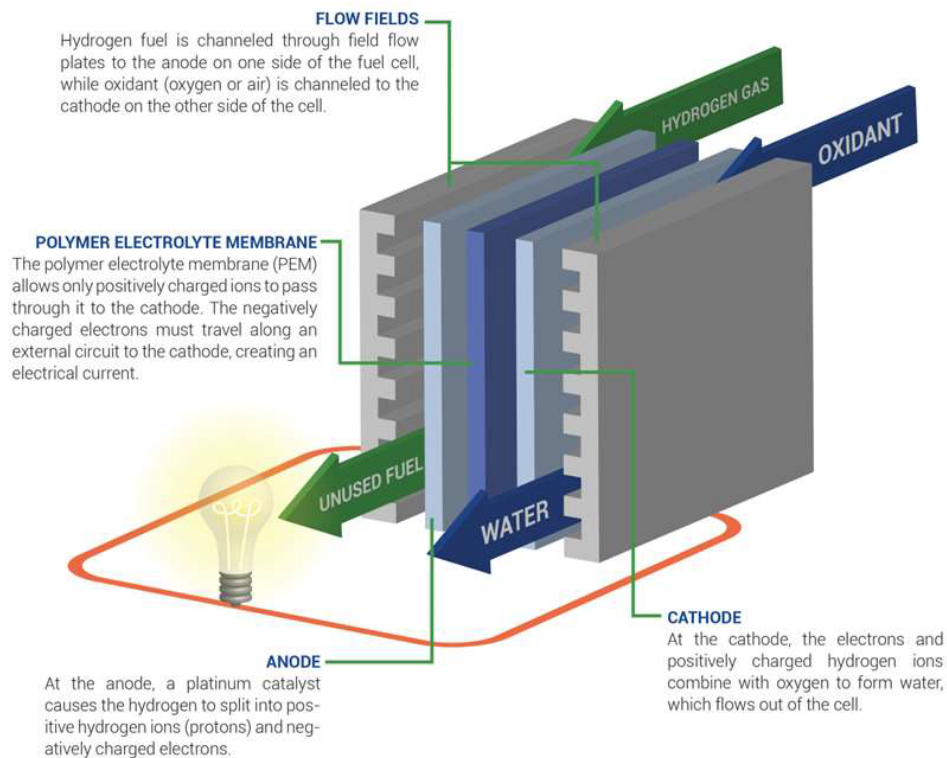 FLOW FIELDS
Hydrogen fuel is channeled through field flow
plates to the anode on one side of the fuel cell,
while oxidant (oxygen or air) is channeled to the
cathode on the other side of the cell.
HYDROGEN GAS
OXIDANT
POLYMER ELECTROLYTE MEMBRANE
The polymer electrolyte membrane (PEM)
allows only positively charged ions to pass
through it to the cathode. The negatively
charged electrons must travel along an
external circuit to the cathode, creating an
electrical current.
UNUSED FUEL
WATER
CATHODE
At the cathode, the electrons and
positively charged hydrogen ions
combine with oxygen to form water,
which flows out of the cell.
ANODE
At the anode, a platinum catalyst
causes the hydrogen to split into pos-
itive hydrogen ions (protons) and neg-
atively charged electrons.